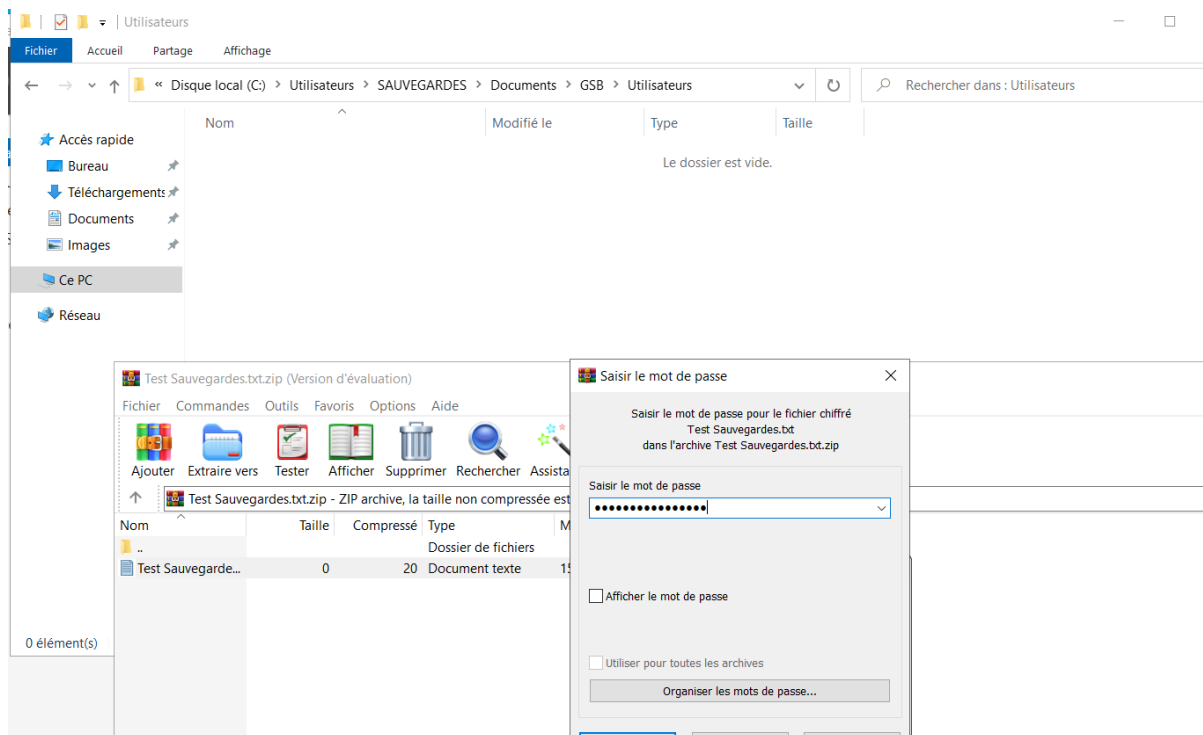 Utilisateurs
Fichier Accueil Partage Affichage
« Disque local (C:) > Utilisateurs > SAUVEGARDES > Documents > GSB > Utilisateurs
Rechercher dans : Utilisateurs
Nom Modifié le Type Taille
Accès rapide
Le dossier est vide.
Bureau
Téléchargements
Documents
Images
Ce PC
Réseau
0 élément(s)
Test Sauvegardes.txt.zip (Version d'évaluation)
Fichier Commandes Outils Favoris Options Aide
Ajouter Extraire vers Tester Afficher Supprimer Rechercher Assista
Test Sauvegardes.txt.zip - ZIP archive, la taille non compressée est
Nom Taille Compressé Type M
.. Dossier de fichiers
Test Sauvegarde... 0 20 Document texte 15
Saisir le mot de passe
Saisir le mot de passe pour le fichier chiffré
Test Sauvegardes.txt
dans l'archive Test Sauvegardes.txt.zip
Saisir le mot de passe
••••••••••••••••
Afficher le mot de passe
Utiliser pour toutes les archives
Organiser les mots de passe...